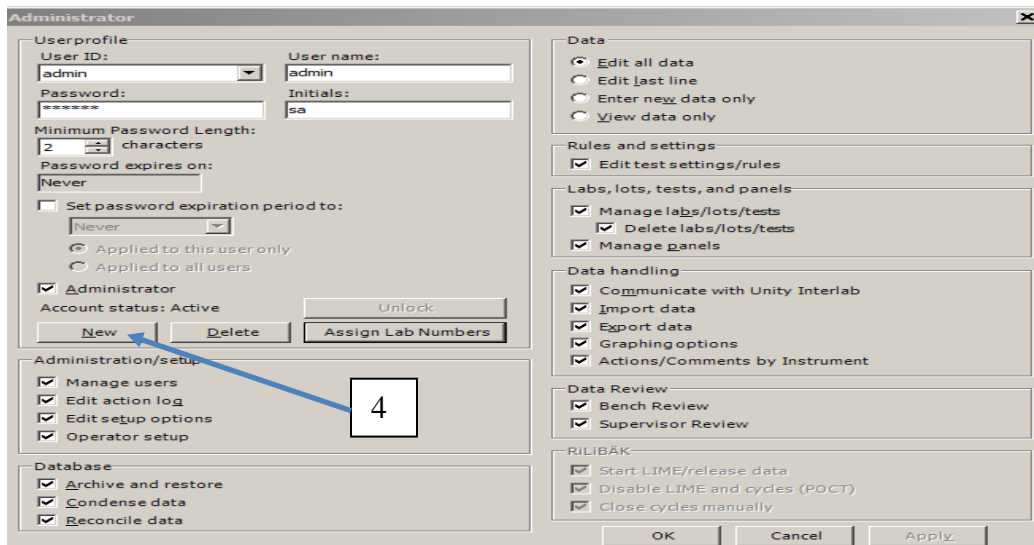 Administrator
Userprofile
User ID:
User name:
admin
admin
Password:
Initials:
******
sa
Minimum Password Length:
2 characters
Password expires on:
Never
Set password expiration period to:
Never
Applied to this user only
Applied to all users
Administrator
Account status: Active
Unlock
New
Delete
Assign Lab Numbers
Administration/setup
Manage users
Edit action log
Edit setup options
Operator setup
4
Database
Archive and restore
Condense data
Reconcile data
Data
Edit all data
Edit last line
Enter new data only
View data only
Rules and settings
Edit test settings/rules
Labs, lots, tests, and panels
Manage labs/lots/tests
Delete labs/lots/tests
Manage panels
Data handling
Communicate with Unity Interlab
Import data
Export data
Graphing options
Actions/Comments by Instrument
Data Review
Bench Review
Supervisor Review
RiLiBÄK
Start LIME/release data
Disable LIME and cycles (POCT)
Close cycles manually
OK
Cancel
Apply